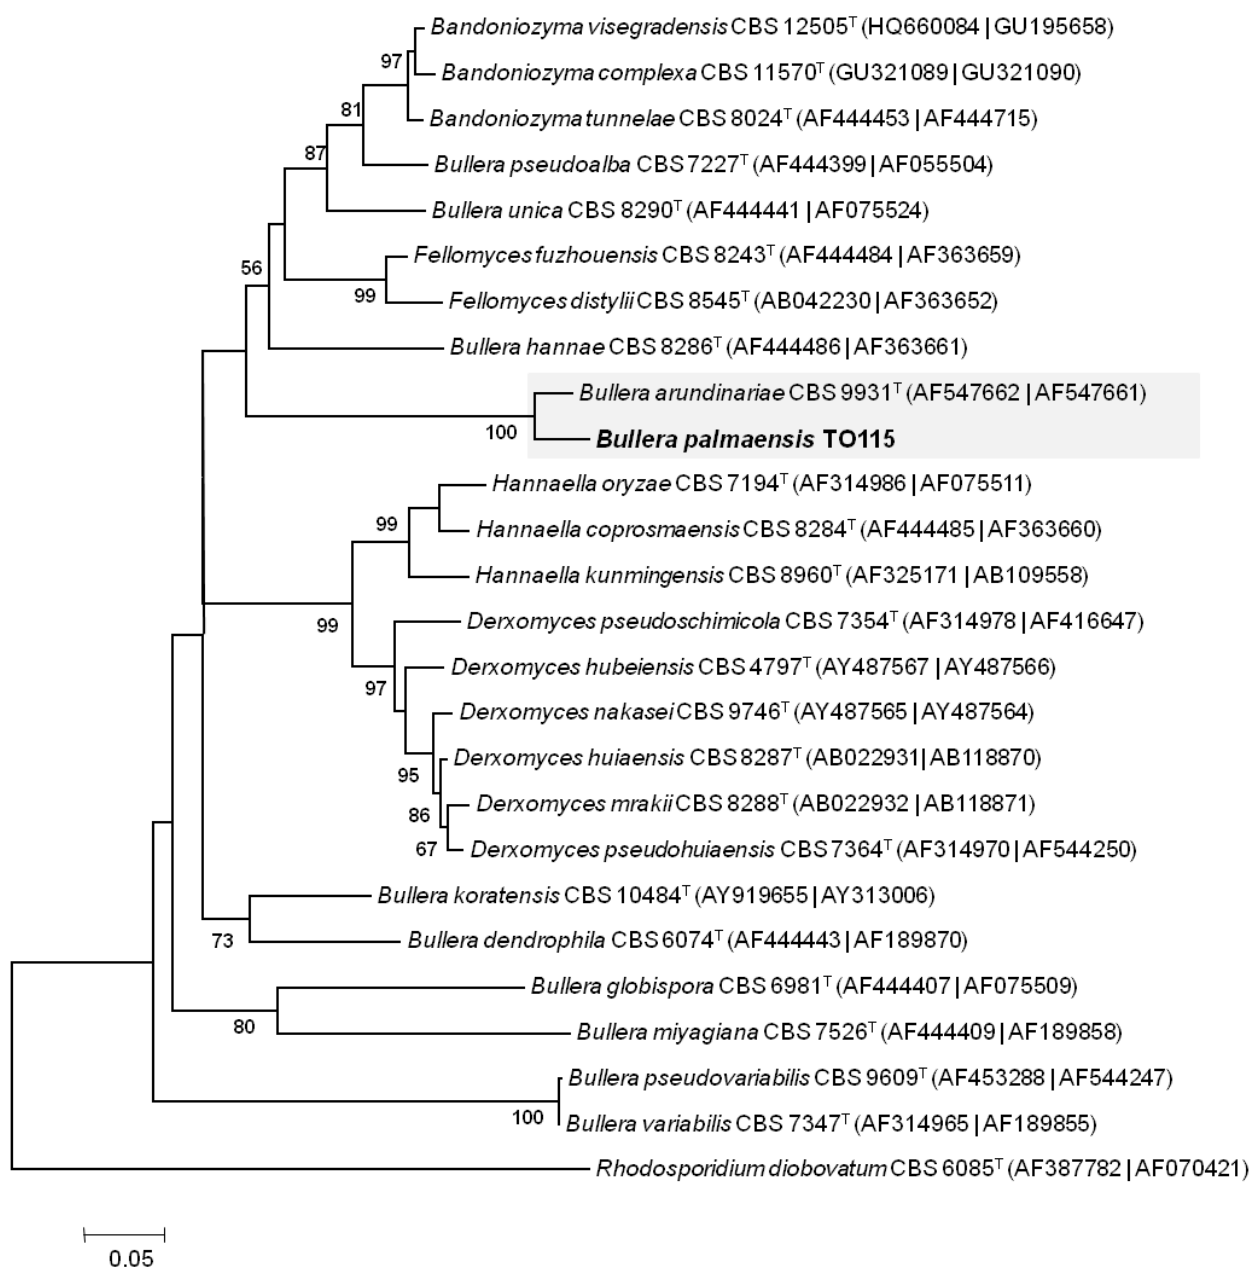 Bandoniozyma visegradensis CBS 12505T (HQ660084 | GU195658)
97
Bandoniozyma complexa CBS 11570T (GU321089 | GU321090)
81
Bandoniozyma tunnelae CBS 8024T (AF444453 | AF444715)
87
Bullera pseudoalba CBS 7227T (AF444399 | AF055504)
Bullera unica CBS 8290T (AF444441 | AF075524)
Fellomyces fuzhouensis CBS 8243T (AF444484 | AF363659)
56
99
Fellomyces distylii CBS 8545T (AB042230 | AF363652)
Bullera hannae CBS 8286T (AF444486 | AF363661)
Bullera arundinariae CBS 9931T (AF547662 | AF547661)
100
Bullera palmaensis TO115
Hannaella oryzae CBS 7194T (AF314986 | AF075511)
99
Hannaella coprosmaensis CBS 8284T (AF444485 | AF363660)
Hannaella kunmingensis CBS 8960T (AF325171 | AB109558)
99
Derxomyces pseudoschimicola CBS 7354T (AF314978 | AF416647)
Derxomyces hubeiensis CBS 4797T (AY487567 | AY487566)
97
Derxomyces nakasei CBS 9746T (AY487565 | AY487564)
Derxomyces huiaensis CBS 8287T (AB022931 | AB118870)
95
Derxomyces mrakii CBS 8288T (AB022932 | AB118871)
86
67
Derxomyces pseudohuiaensis CBS 7364T (AF314970 | AF544250)
Bullera koratensis CBS 10484T (AY919655 | AY313006)
73
Bullera dendrophila CBS 6074T (AF444443 | AF189870)
Bullera globispora CBS 6981T (AF444407 | AF075509)
80
Bullera miyagiana CBS 7526T (AF444409 | AF189858)
Bullera pseudovariabilis CBS 9609T (AF453288 | AF544247)
100
Bullera variabilis CBS 7347T (AF314965 | AF189855)
Rhodosporidium diobovatum CBS 6085T (AF387782 | AF070421)
0.05